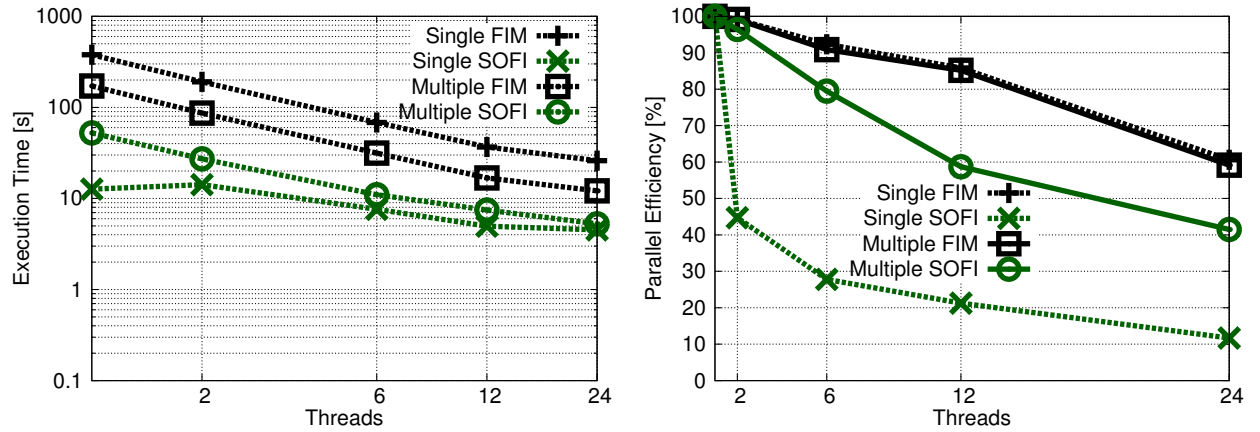 1000
100
10
1
0.1
Execution Time [s]
2
6
12
24
Threads
Single FIM
Single SOFI
Multiple FIM
Multiple SOFI
100
90
80
70
60
50
40
30
20
10
0
Parallel Efficiency [%]
2
6
12
24
Threads
Single FIM
Single SOFI
Multiple FIM
Multiple SOFI